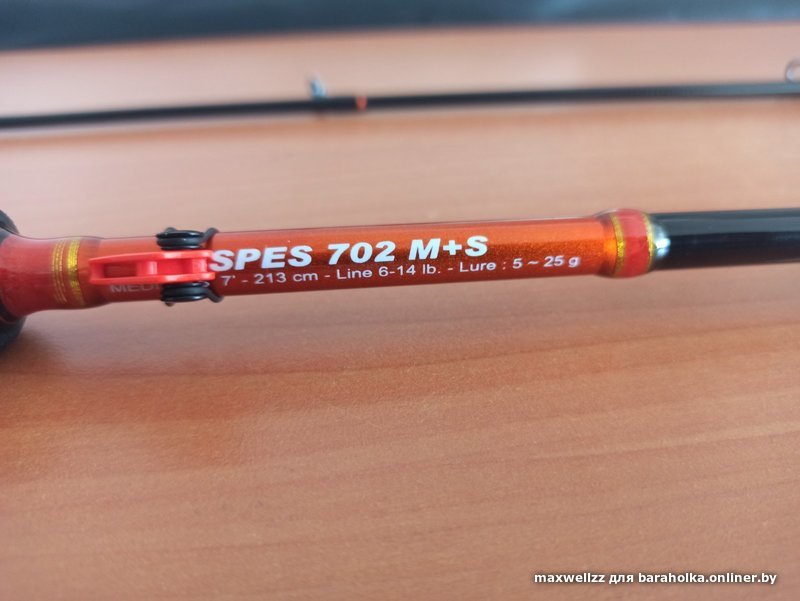 SPES 702 M+S
7' - 213 cm - Line 6-14 lb. - Lure : 5 ~ 25 g
maxwellzz для baraholka.onliner.by